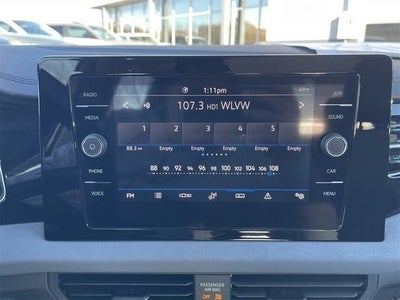 RADIO
MEDIA
PHONE
VOICE
1:11pm
49°F
107.3 HD1 WLVW
1 2 3 4 5
88.3 FM Empty Empty Empty Empty
88 90 92 94 96 98 100 102 104 106 108
FM
APP
SOUND
CAR
MENU
PASSENGER
AIR BAG
OFF